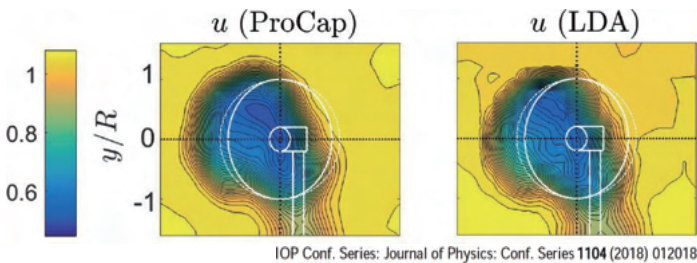 u (ProCap)
u (LDA)
1
0.8
0.6
y/R
1
0
-1
IOP Conf. Series: Journal of Physics: Conf. Series 1104 (2018) 012018